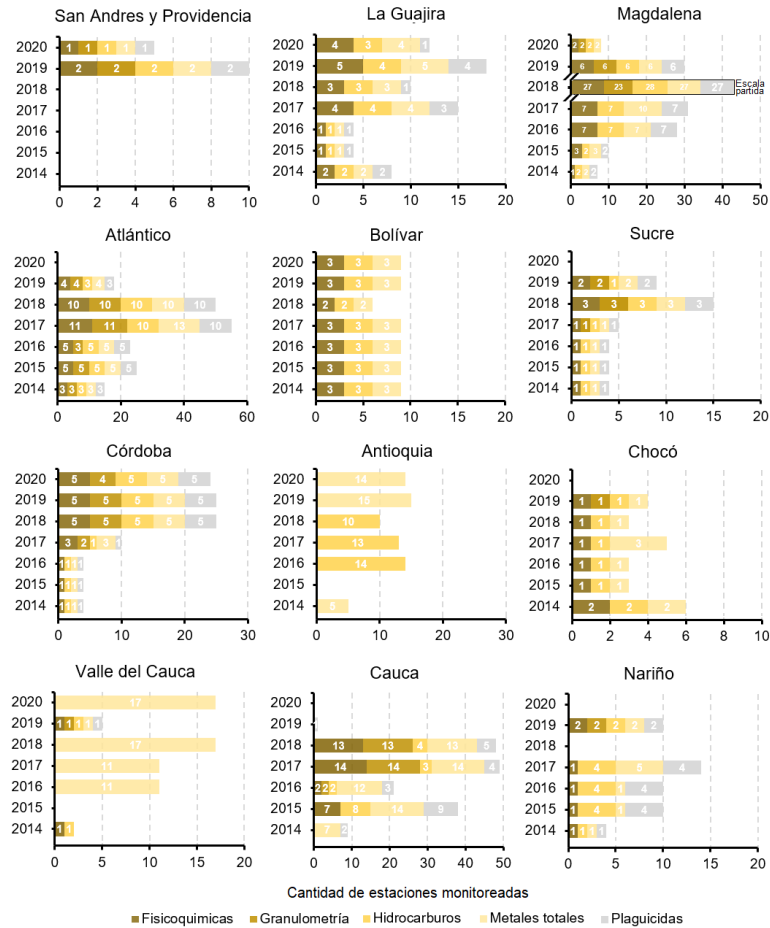 San Andres y Providencia
2020 1 1 1 1 1
2019 2 2 2 2 2
2018
2017
2016
2015
2014
0 2 4 6 8 10
La Guajira
2020 4 3 4 1
2019 5 4 5 4
2018 3 3 3 1
2017 4 4 4 3
2016 1 1 1 1
2015 1 1 1 1
2014 2 2 2 2
0 5 10 15 20
Magdalena
2020 2 2 2 2
2019 6 6 6 6 6
2018 27 23 27 Escala
partida
2017 7 7 10 7
2016 7 7 7 7
2015 3 2 3 2
2014 1 2 2 2
0 10 20 30 40 50
Atlántico
2020
2019 4 4 3 4 3
2018 10 10 10 10 10
2017 11 11 10 13 10
2016 5 3 5 5 5
2015 5 5 5 5 5
2014 3 3 3 3 3
0 20 40 60
Bolívar
2020 3 3 3
2019 3 3 3
2018 2 2 2
2017 3 3 3
2016 3 3 3
2015 3 3 3
2014 3 3 3
0 5 10 15 20
Sucre
2020
2019 2 2 1 2 2
2018 3 3 3 3 3
2017 1 1 1 1 1
2016 1 1 1 1
2015 1 1 1 1
2014 1 1 1 1
0 5 10 15 20
Córdoba
2020 5 4 5 5 5
2019 5 5 5 5 5
2018 5 5 5 5 5
2017 3 2 1 3 1
2016 1 1 1 1
2015 1 1 1 1
2014 1 1 1 1
0 10 20 30
Antioquia
2020 14
2019 15
2018 10
2017 13
2016 14
2015
2014 5
0 10 20 30
Chocó
2020
2019 1 1 1 1
2018 1 1 1
2017 1 1 3
2016 1 1 1
2015 1 1 1
2014 2 2 2
0 2 4 6 8 10
Valle del Cauca
2020 17
2019 1 1 1 1 1
2018 17
2017 11
2016 11
2015
2014 1 1
0 5 10 15 20
Cauca
2020
2019
2018 13 13 4 13 5
2017 14 14 3 14 4
2016 2 2 2 12 3
2015 7 8 14 9
2014 7 2
0 10 20 30 40 50
Nariño
2020
2019 2 2 2 2 2
2018
2017 1 4 5 4
2016 1 4 1 4
2015 1 4 1 4
2014 1 1 1 1
0 5 10 15 20
Cantidad de estaciones monitoreadas
Fisicoquimicas Granulometría Hidrocarburos Metales totales Plaguicidas